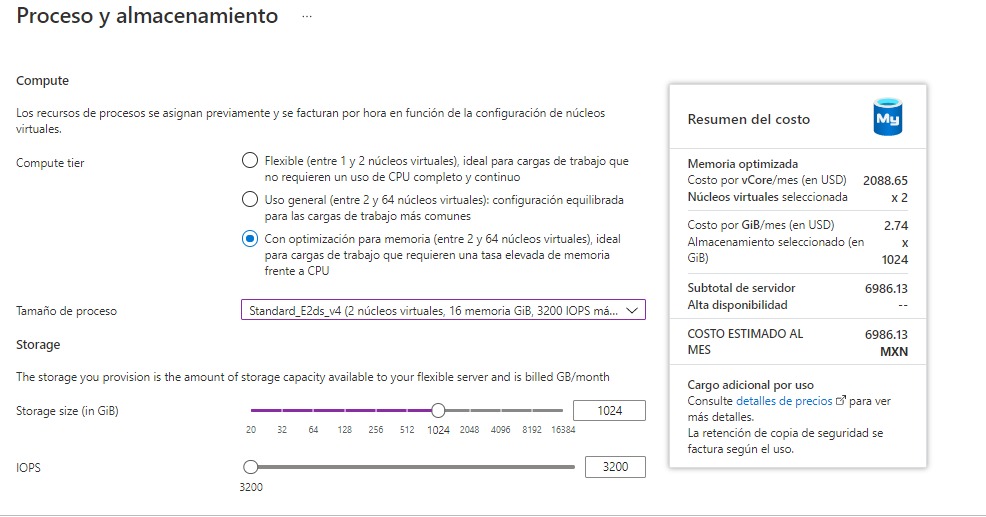 Proceso y almacenamiento ...
Compute
Los recursos de procesos se asignan previamente y se facturan por hora en función de la configuración de núcleos
virtuales.
Compute tier
Flexible (entre 1 y 2 núcleos virtuales), ideal para cargas de trabajo que
no requieren un uso de CPU completo y continuo
Uso general (entre 2 y 64 núcleos virtuales): configuración equilibrada
para las cargas de trabajo más comunes
Con optimización para memoria (entre 2 y 64 núcleos virtuales), ideal
para cargas de trabajo que requieren una tasa elevada de memoria
frente a CPU
Tamaño de proceso
Standard_E2ds_v4 (2 núcleos virtuales, 16 memoria GiB, 3200 IOPS má...
Storage
The storage you provision is the amount of storage capacity available to your flexible server and is billed GB/month
Storage size (in GiB)
1024
20 32 64 128 256 512 1024 2048 4096 8192 16384
IOPS
3200
3200
Resumen del costo
My
Memoria optimizada
Costo por vCore/mes (en USD) 2088.65
Núcleos virtuales seleccionada x 2
Costo por GiB/mes (en USD) 2.74
Almacenamiento seleccionado (en x
GiB) 1024
Subtotal de servidor 6986.13
Alta disponibilidad --
COSTO ESTIMADO AL 6986.13
MES MXN
Cargo adicional por uso
Consulte detalles de precios para ver
más detalles.
La retención de copia de seguridad se
factura según el uso.